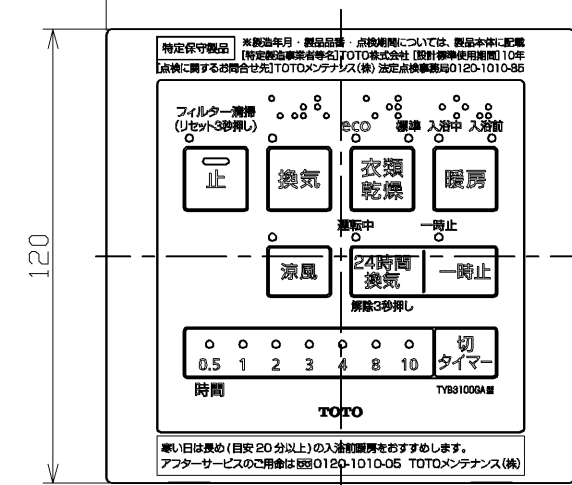 特定保守製品
※製造年月・製品品番・点検期間については、製品本体に記載
[特定製造事業者等名]TOTO株式会社 [設計標準使用期間]10年
[点検に関するお問合せ先]TOTOメンテナンス(株) 法定点検事務局0120-1010-85
フィルター清掃
(リセット3秒押し)
eco 標準 入浴中 入浴前
止 換気 衣類
乾燥 暖房
運転中 一時止
涼風 24時間
換気 一時止
解除3秒押し
0.5 1 2 3 4 8 10
切
タイマー
時間
TYB3100GA型
TOTO
寒い日は長め(目安20分以上)の入浴前暖房をおすすめします。
アフターサービスのご用命は 0120-1010-05 TOTOメンテナンス(株)
120